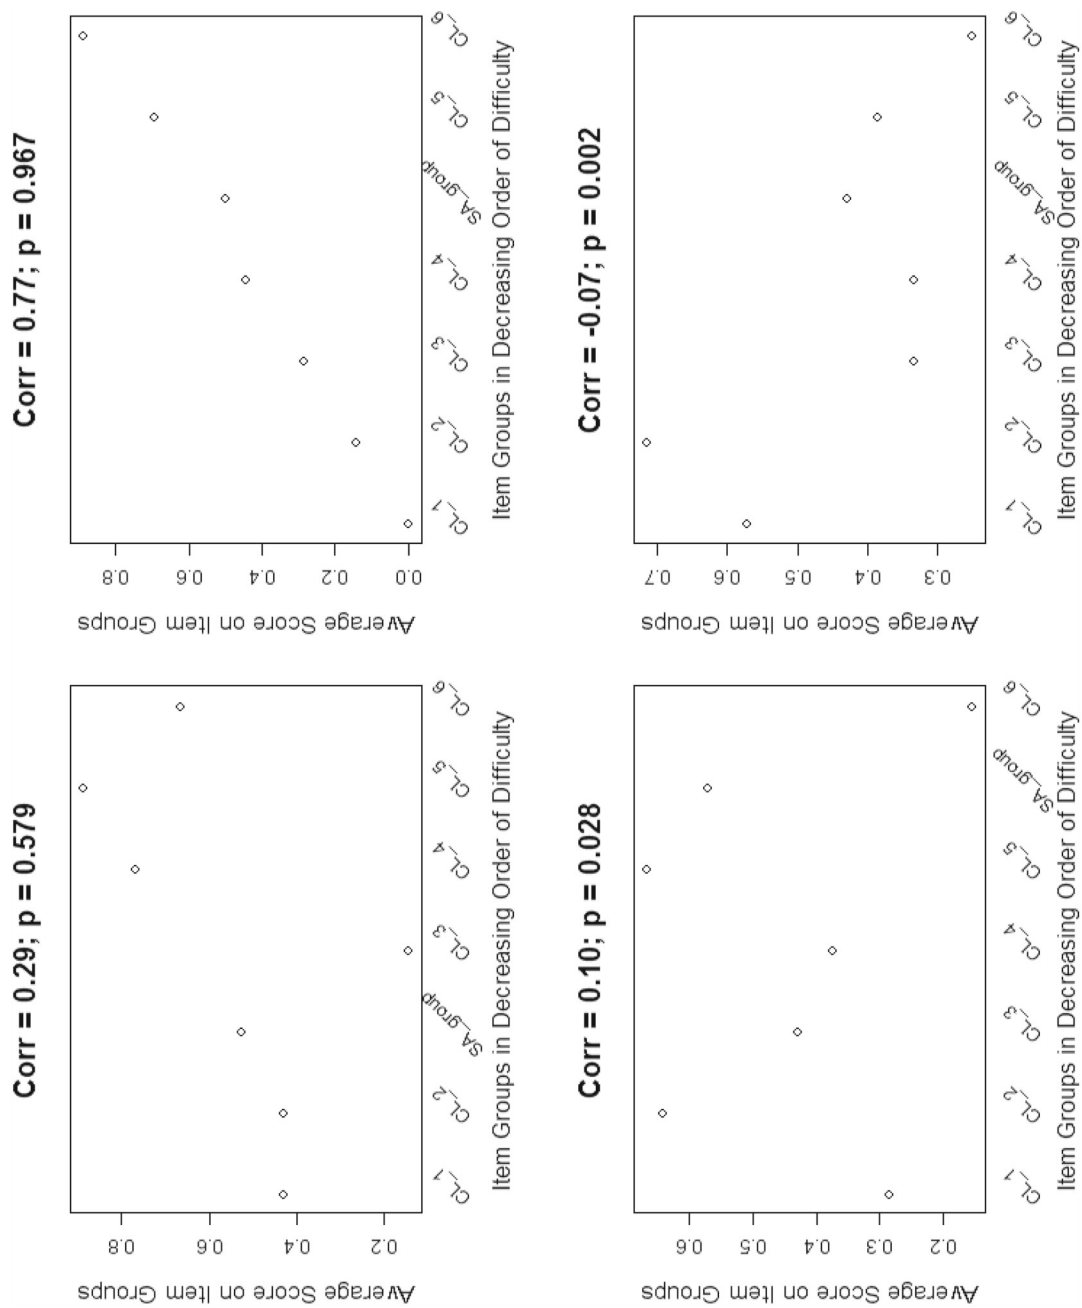 Corr = 0.29; p = 0.579
Average Score on Item Groups
0.8
0.6
0.4
0.2
CL_1 CL_2 SA_group CL_3 CL_4 CL_5 CL_6
Item Groups in Decreasing Order of Difficulty
Corr = 0.77; p = 0.967
Average Score on Item Groups
0.8
0.6
0.4
0.2
0.0
CL_1 CL_2 CL_3 CL_4 SA_group CL_5 CL_6
Item Groups in Decreasing Order of Difficulty
Corr = 0.10; p = 0.028
Average Score on Item Groups
0.6
0.5
0.4
0.3
0.2
CL_1 CL_2 CL_3 CL_4 CL_5 SA_group CL_6
Item Groups in Decreasing Order of Difficulty
Corr = -0.07; p = 0.002
Average Score on Item Groups
0.7
0.6
0.5
0.4
0.3
CL_1 CL_2 CL_3 CL_4 SA_group CL_5 CL_6
Item Groups in Decreasing Order of Difficulty